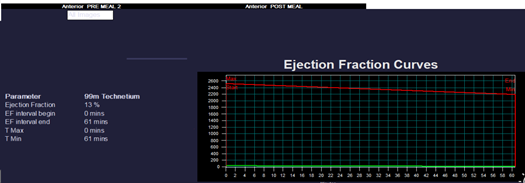 Anterior PRE MEAL 2
Anterior POST MEAL
Ejection Fraction Curves
Parameter 99m Technetium
Ejection Fraction 13 %
EF interval begin 0 mins
EF interval end 61 mins
T Max 0 mins
T Min 61 mins
2600
2400
2200
2000
1800
1600
1400
1200
1000
800
600
400
200
0
0 2 4 6 8 10 12 14 16 18 20 22 24 26 28 30 32 34 36 38 40 42 44 46 48 50 52 54 56 58 60